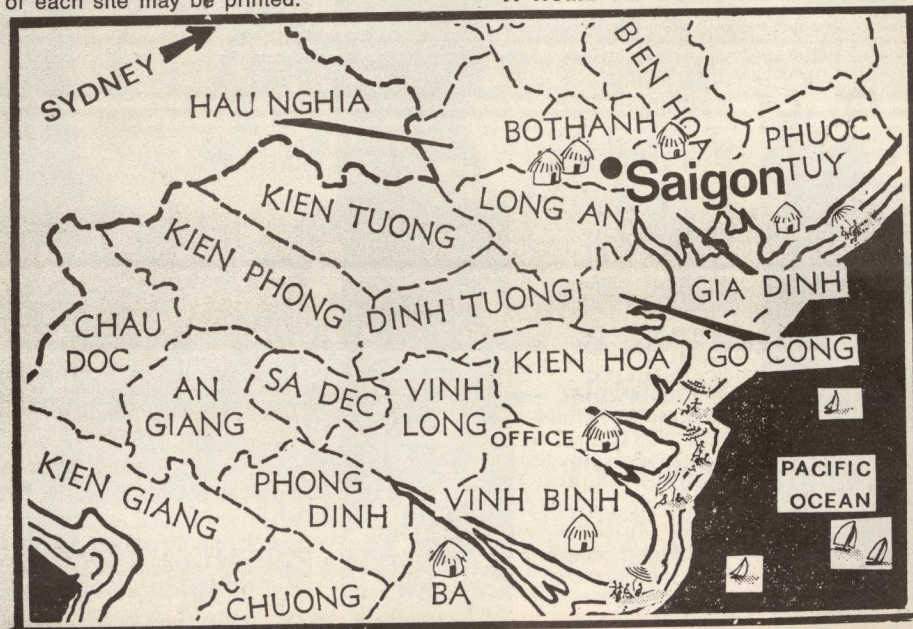 of each site may be printed.
SYDNEY
HAU NGHIA
BIEN HOA
BOTHANH
PHUOC
TUY
Saigon
KIEN TUONG
LONG AN
KIEN PHONG
DINH TUONG
GIA DINH
CHAU
DOC
KIEN HOA
GO CONG
AN
GIANG
SA DEC
VINH
LONG
OFFICE
PACIFIC
OCEAN
KIEN GIANG
PHONG
DINH
VINH BINH
BA
CHUONG